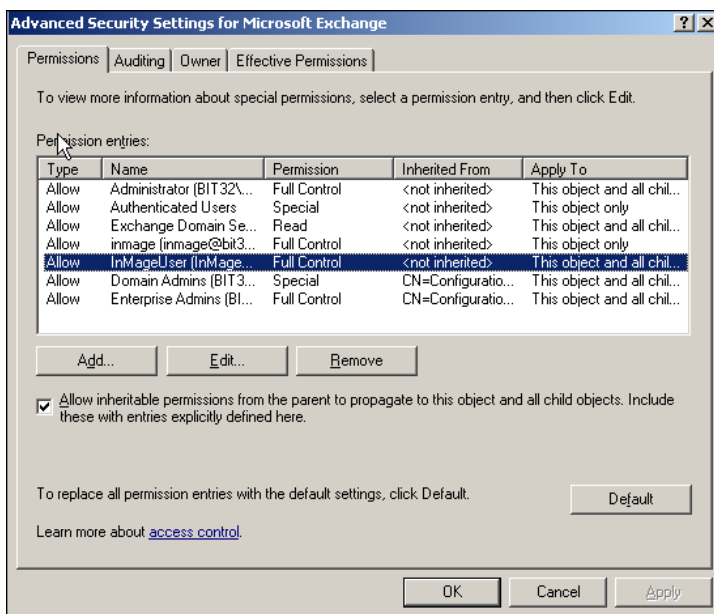 Advanced Security Settings for Microsoft Exchange
Permissions Auditing Owner Effective Permissions
To view more information about special permissions, select a permission entry, and then click Edit.
Permission entries:
Type Name Permission Inherited From Apply To
Allow Administrator (BIT32\... Full Control <not inherited> This object and all chil...
Allow Authenticated Users Special <not inherited> This object only
Allow Exchange Domain Se... Read <not inherited> This object and all chil...
Allow inmage (inmage@bit3... Full Control <not inherited> This object only
Allow InMageUser (InMage... Full Control <not inherited> This object and all chil...
Allow Domain Admins (BIT3... Special CN=Configuratio... This object and all chil...
Allow Enterprise Admins (BI... Full Control CN=Configuratio... This object and all chil...
Add... Edit... Remove
Allow inheritable permissions from the parent to propagate to this object and all child objects. Include
these with entries explicitly defined here.
To replace all permission entries with the default settings, click Default.
Default
Learn more about access control.
OK Cancel Apply